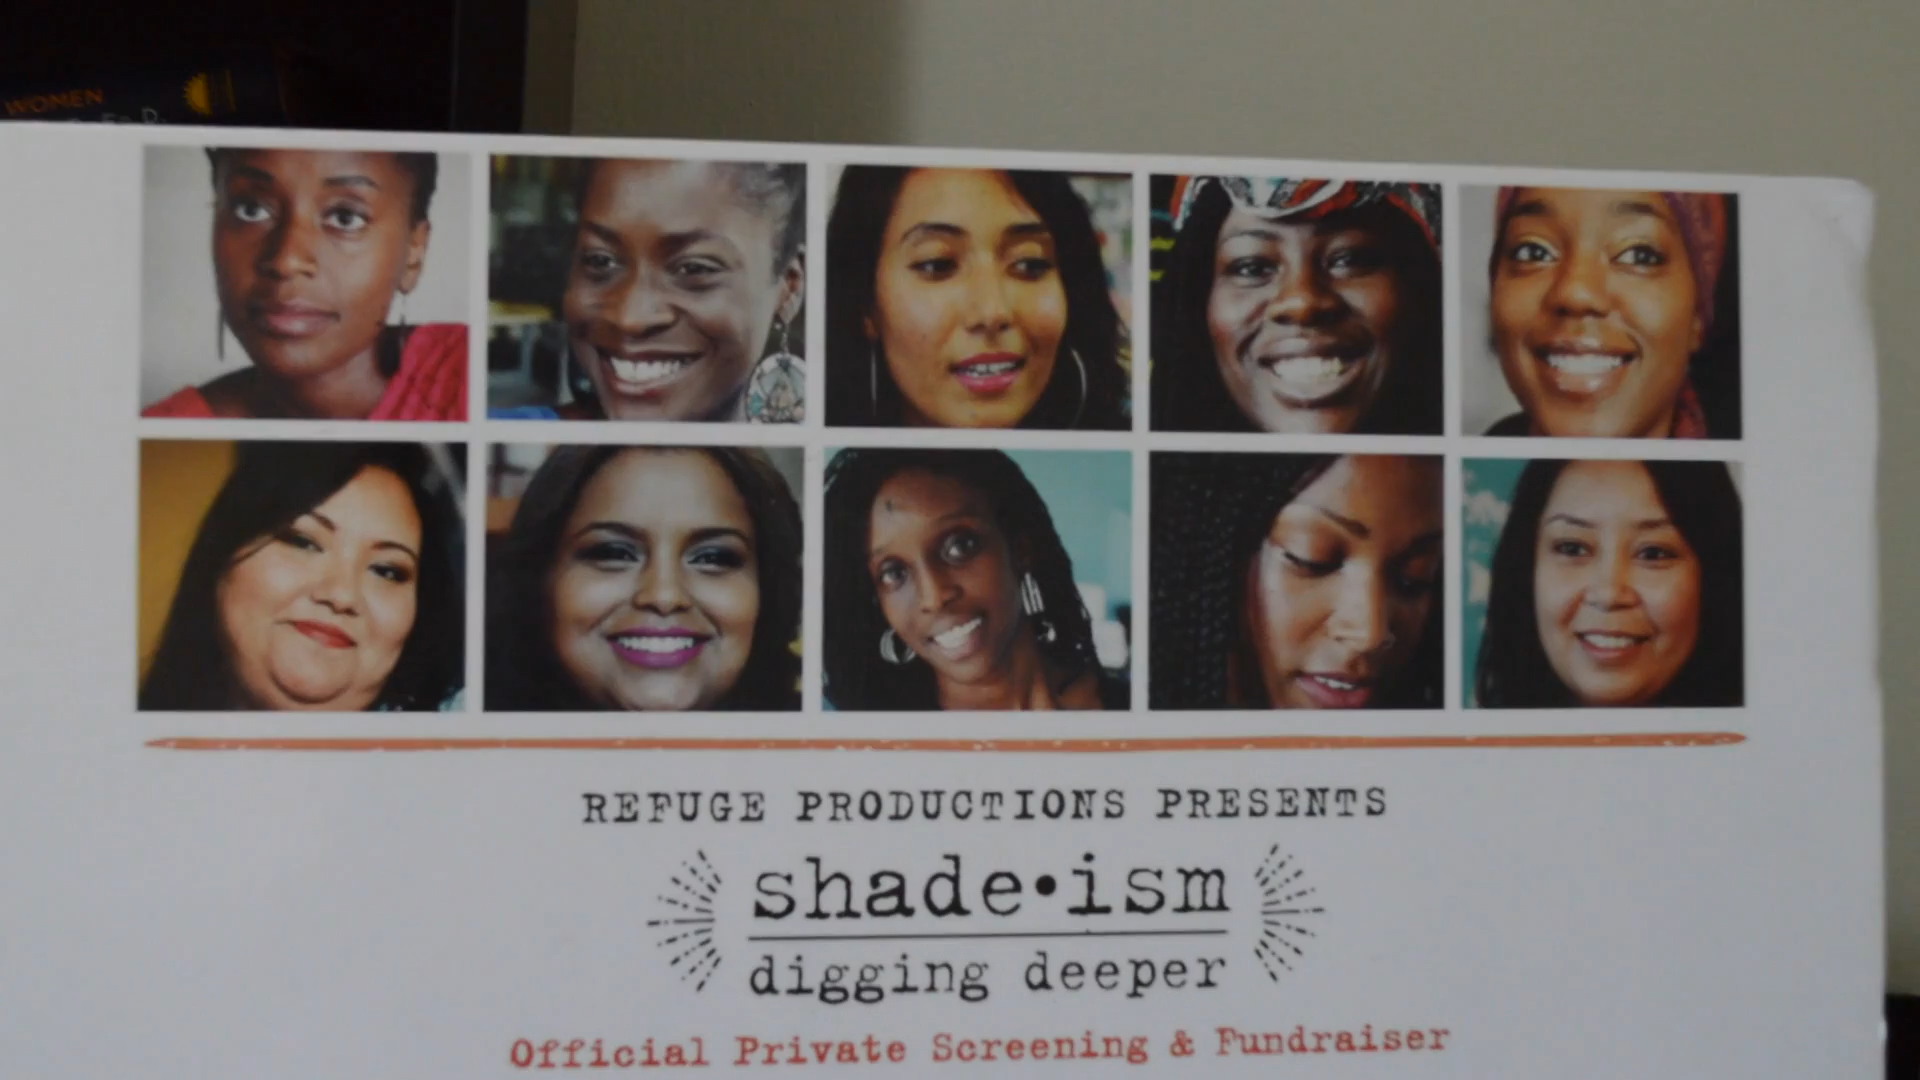 WOMEN
REFUGE PRODUCTIONS PRESENTS
shade•ism
digging deeper
Official Private Screening & Fundraiser